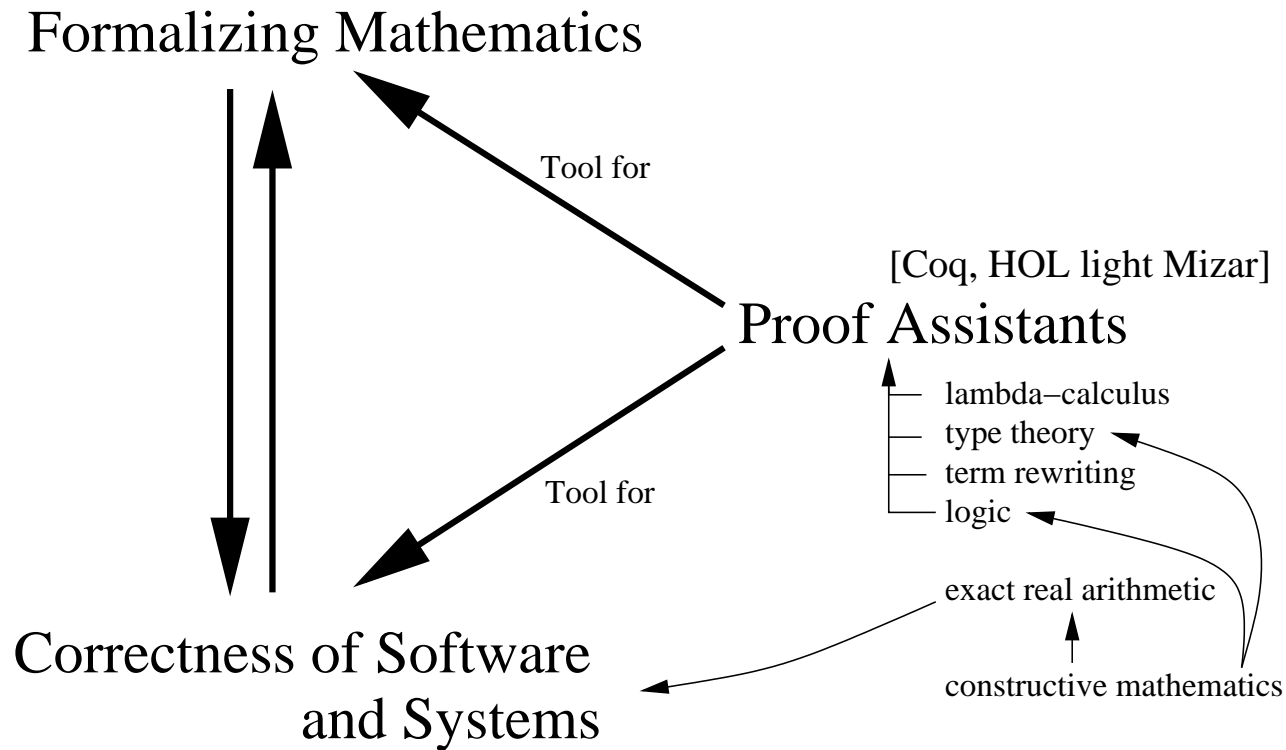 Formalizing Mathematics
Tool for
[Coq, HOL light Mizar]
Proof Assistants
lambda−calculus
type theory
term rewriting
logic
Tool for
exact real arithmetic
constructive mathematics
Correctness of Software
and Systems